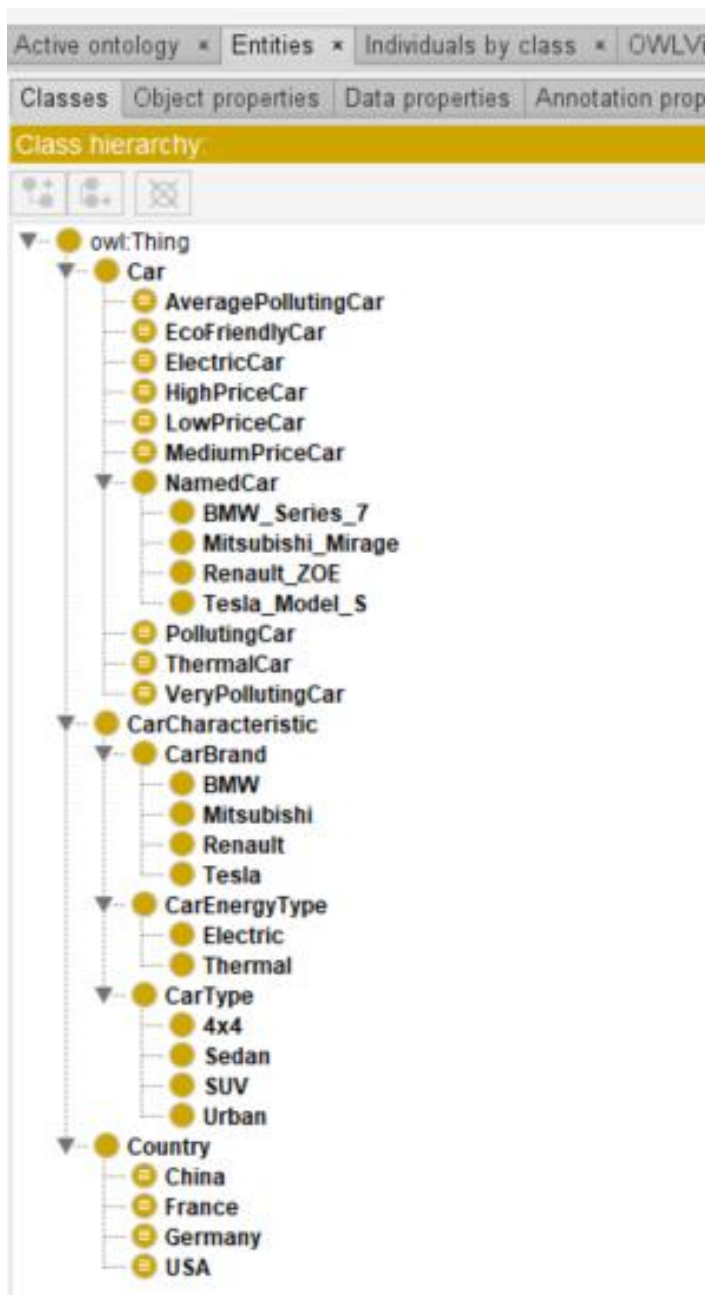 Active ontology × Entities × Individuals by class × OWLVi
Classes Object properties Data properties Annotation prop
Class hierarchy:
owl:Thing
Car
AveragePollutingCar
EcoFriendlyCar
ElectricCar
HighPriceCar
LowPriceCar
MediumPriceCar
NamedCar
BMW_Series_7
Mitsubishi_Mirage
Renault_ZOE
Tesla_Model_S
PollutingCar
ThermalCar
VeryPollutingCar
CarCharacteristic
CarBrand
BMW
Mitsubishi
Renault
Tesla
CarEnergyType
Electric
Thermal
CarType
4x4
Sedan
SUV
Urban
Country
China
France
Germany
USA